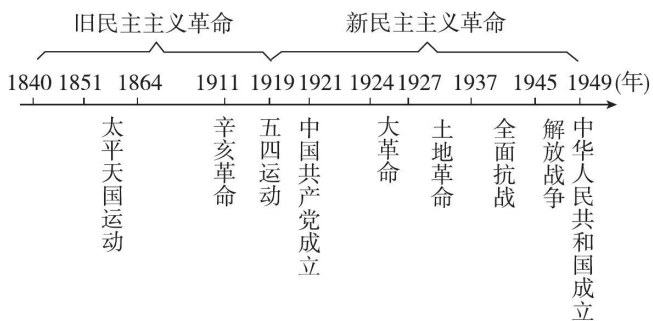 旧民主主义革命 新民主主义革命
1840 1851 1864 1911 1919 1921 1924 1927 1937 1945 1949 (年)
太平天国运动
辛亥革命
五四运动
中国共产党成立
大革命
土地革命
全面抗战
解放战争
中华人民共和国成立